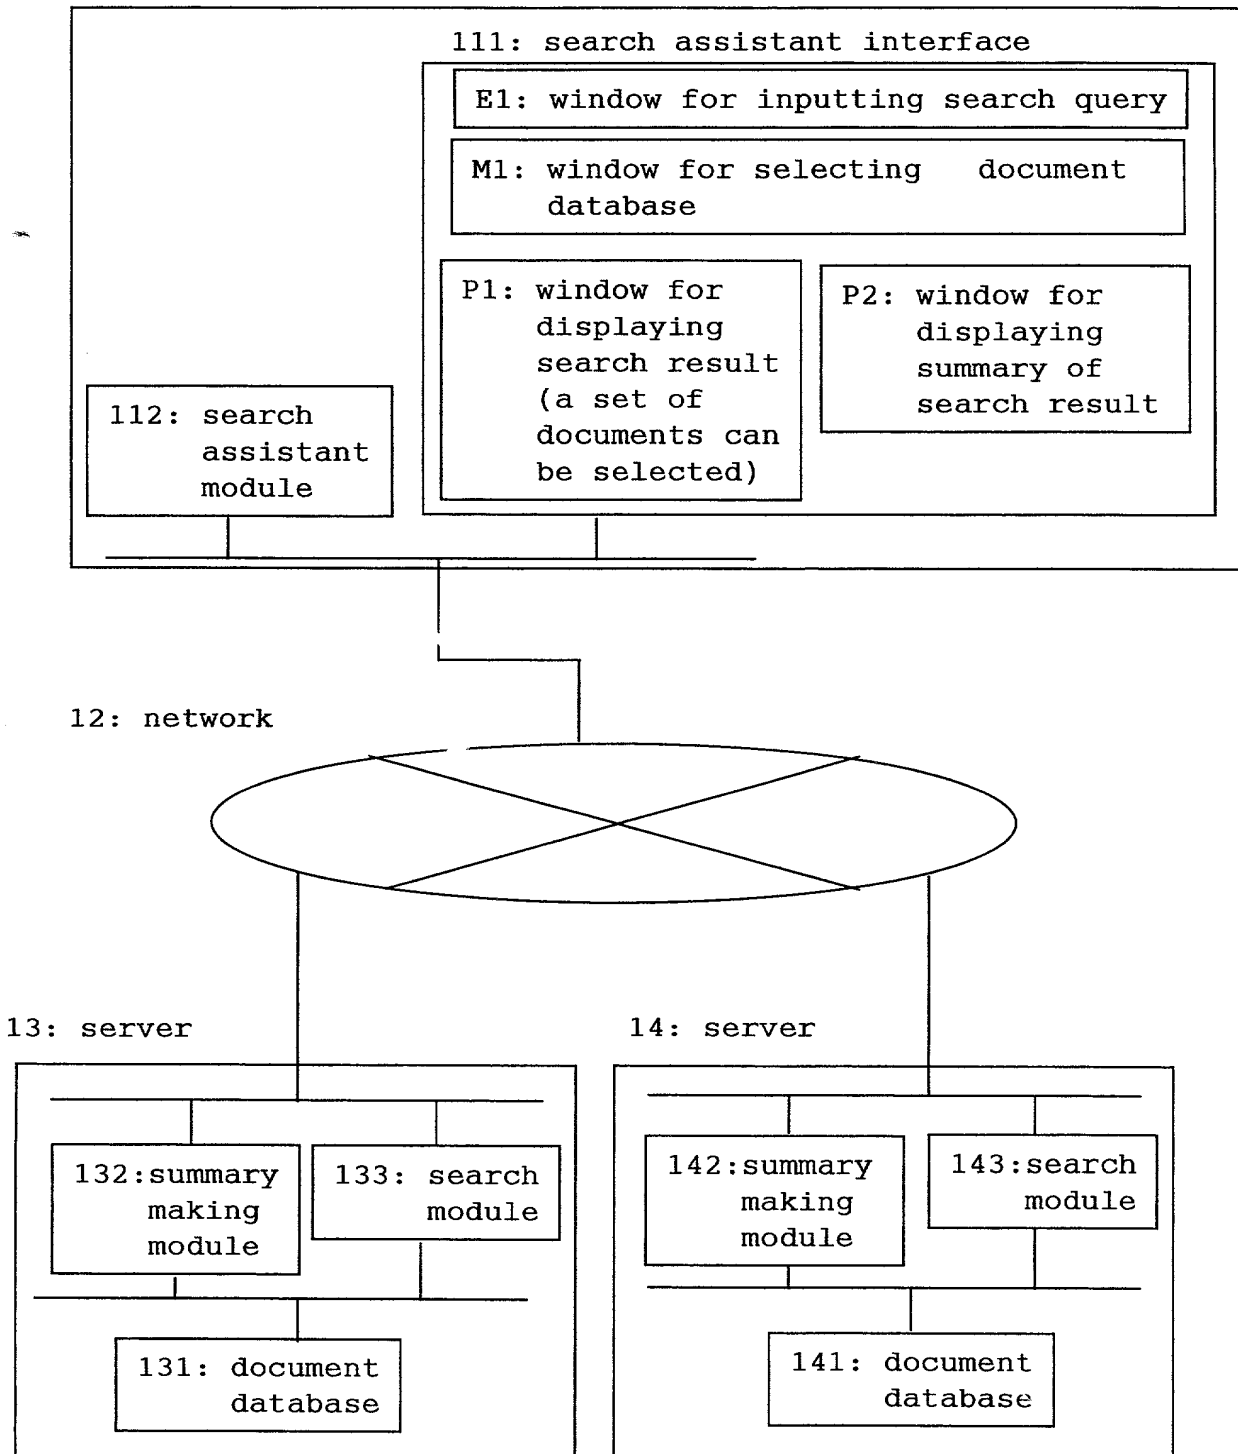 111: search assistant interface
E1: window for inputting search query
M1: window for selecting document
database
P1: window for
displaying
search result
(a set of
documents can
be selected)
P2: window for
displaying
summary of
search result
112: search
assistant
module
12: network
13: server
14: server
132:summary
making
module
133: search
module
142:summary
making
module
143:search
module
131: document
database
141: document
database